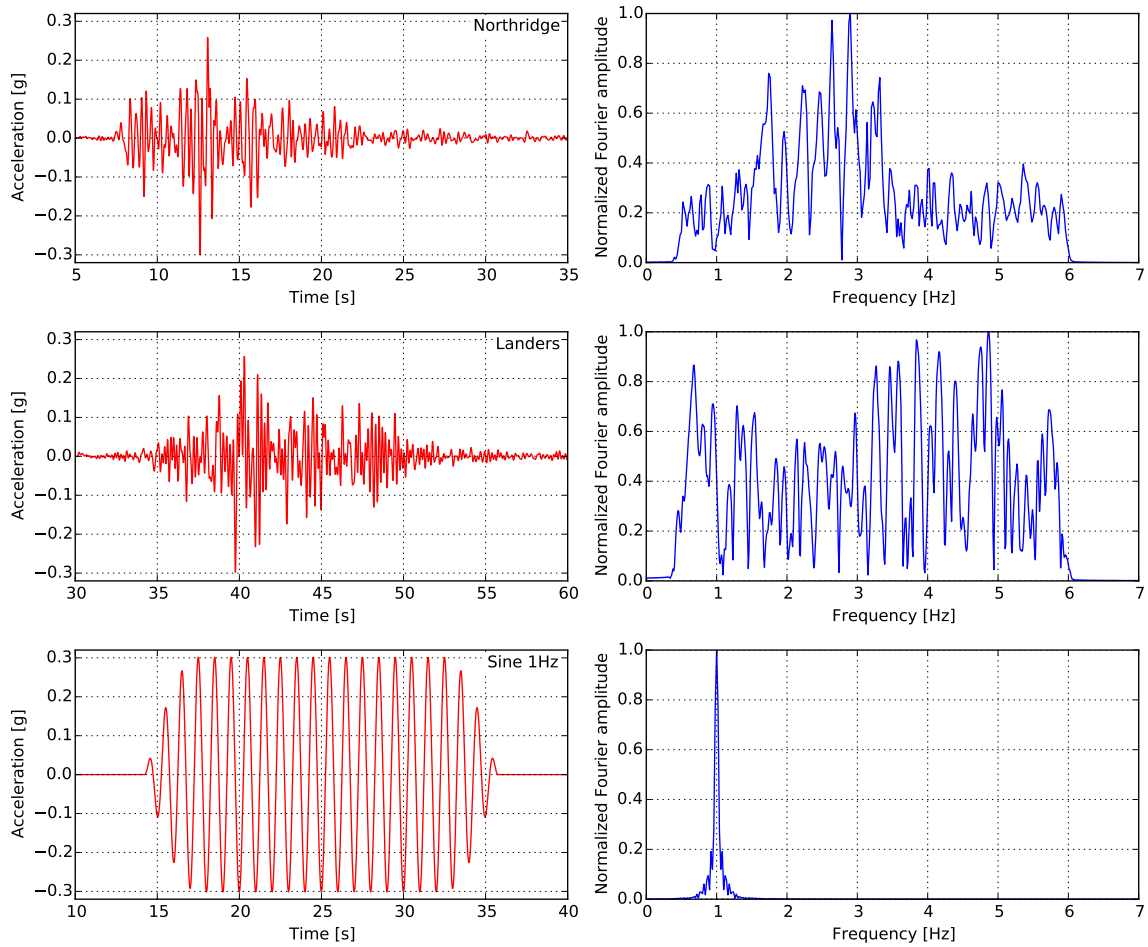 0.3
0.2
0.1
0.0
−0.1
−0.2
−0.3
Acceleration [g]
Northridge
5 10 15 20 25 30 35
Time [s]
1.0
0.8
0.6
0.4
0.2
0.0
Normalized Fourier amplitude
0 1 2 3 4 5 6 7
Frequency [Hz]
0.3
0.2
0.1
0.0
−0.1
−0.2
−0.3
Acceleration [g]
Landers
30 35 40 45 50 55 60
Time [s]
1.0
0.8
0.6
0.4
0.2
0.0
Normalized Fourier amplitude
0 1 2 3 4 5 6 7
Frequency [Hz]
0.3
0.2
0.1
0.0
−0.1
−0.2
−0.3
Acceleration [g]
Sine 1Hz
10 15 20 25 30 35 40
Time [s]
1.0
0.8
0.6
0.4
0.2
0.0
Normalized Fourier amplitude
0 1 2 3 4 5 6 7
Frequency [Hz]